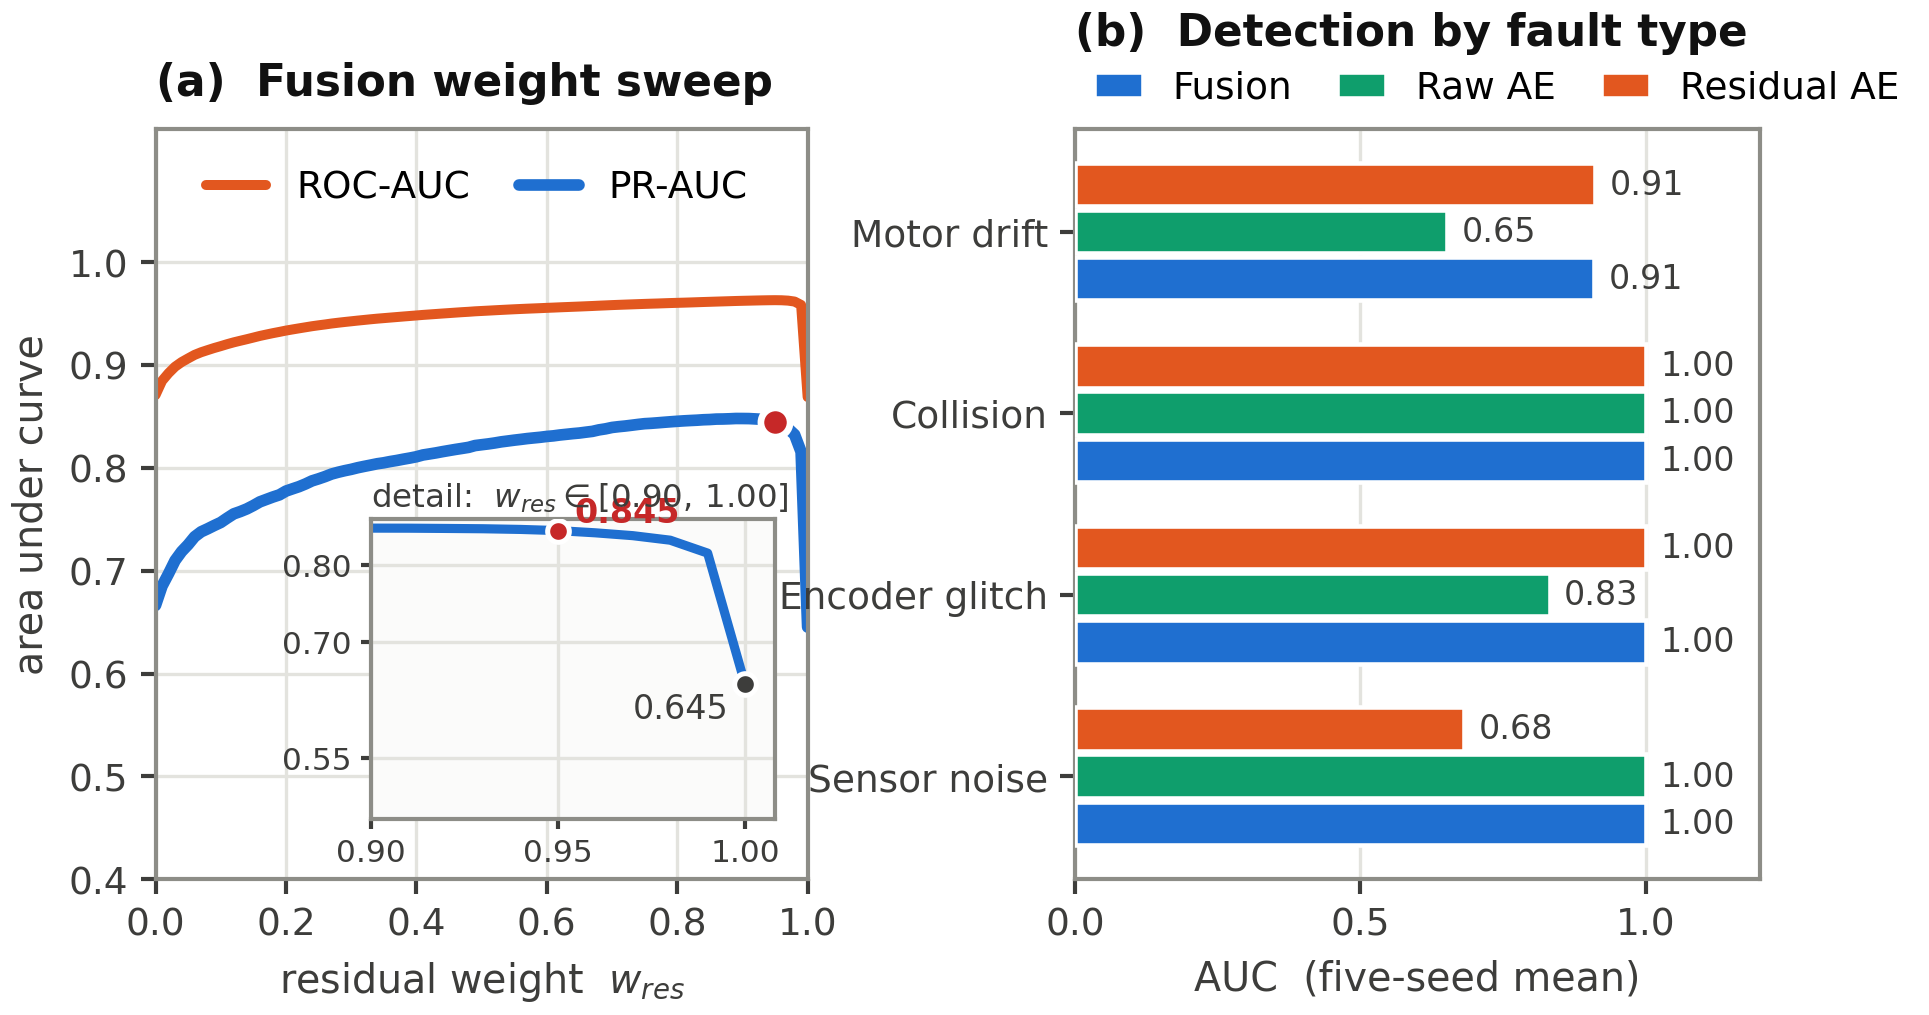 (a) Fusion weight sweep
ROC-AUC PR-AUC
1.0
0.9
0.8
0.7
0.6
0.5
0.4
area under curve
detail: wres ∈ [0.90, 1.00]
0.845
0.80
0.70
0.55
0.645
0.90 0.95 1.00
0.0 0.2 0.4 0.6 0.8 1.0
residual weight wres
(b) Detection by fault type
Fusion Raw AE Residual AE
Motor drift
0.91
0.65
0.91
Collision
1.00
1.00
1.00
Encoder glitch
1.00
0.83
1.00
Sensor noise
0.68
1.00
1.00
0.0 0.5 1.0
AUC (five-seed mean)